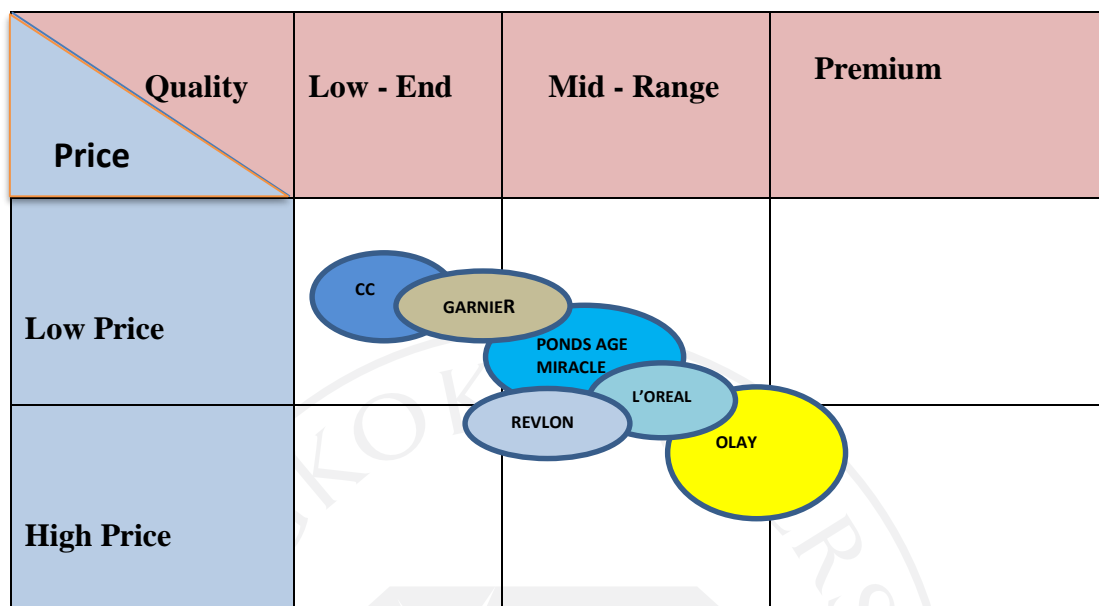 Quality
Price
Low - End
Mid - Range
Premium
Low Price
CC
GARNIER
PONDS AGE
MIRACLE
L'OREAL
REVLON
OLAY
High Price